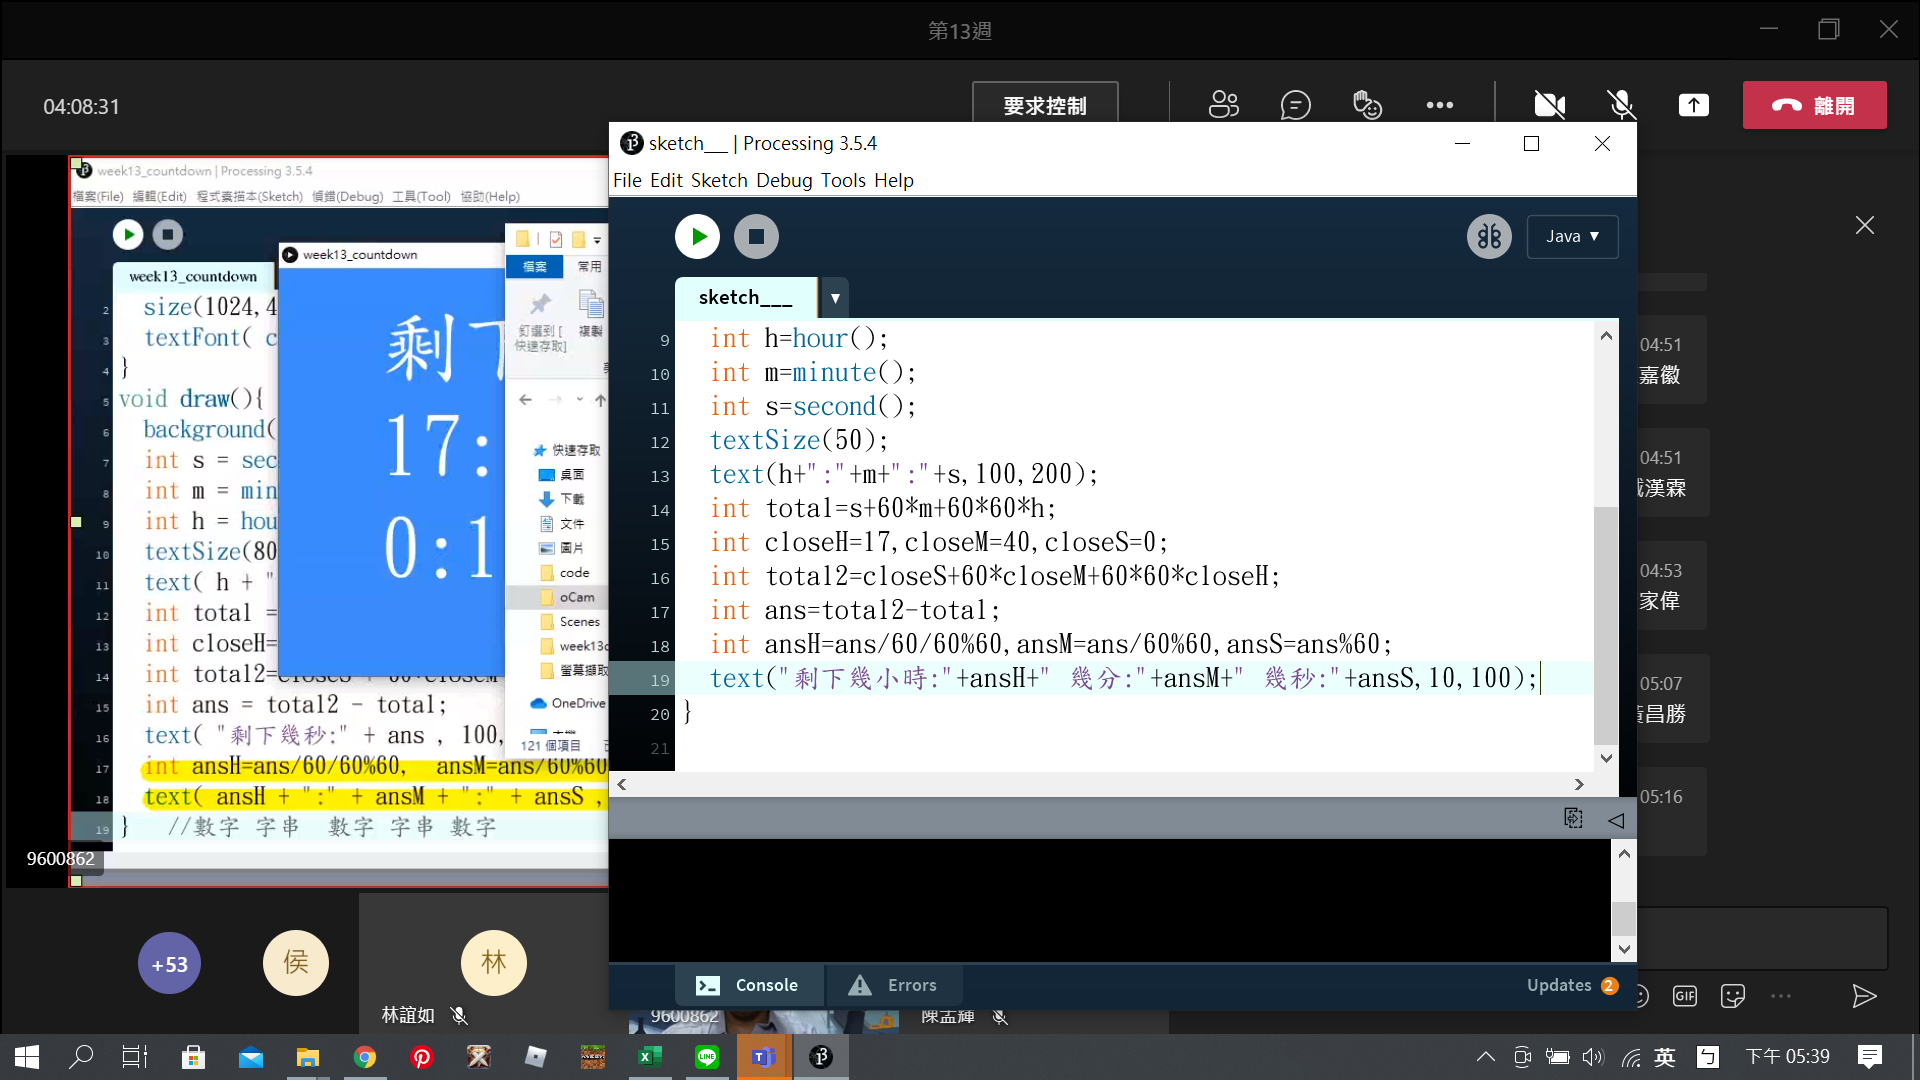 第13週
04:08:31
要求控制
離開
week13_countdown | Processing 3.5.4
檔案(File) 編輯(Edit) 程式素描本(Sketch) 偵錯(Debug) 工具(Tool) 協助(Help)
week13_countdown
2 size(1024,4
3 textFont( c
4 }
5 void draw(){
6 background(
7 int s = sec
8 int m = min
9 int h = hou
10 textSize(80
11 text( h + "
12 int total =
13 int closeH=
14 int total2=closeS + 60*closeM
15 int ans = total2 - total;
16 text( "剩下幾秒:" + ans , 100,
17 int ansH=ans/60/60%60, ansM=ans/60%60
18 text( ansH + ":" + ansM + ":" + ansS ,
19 } //數字 字串 數字 字串 數字
9600862
week13_countdown
剩下
17:
0:1
檔案 常用
釘選到 [
快速存取]
複製
快速存取
桌面
下載
文件
圖片
code
oCam
Scenes
week13c
螢幕擷取
OneDrive
121 個項目
sketch___ | Processing 3.5.4
File Edit Sketch Debug Tools Help
Java ▼
sketch___ ▼
9 int h=hour();
10 int m=minute();
11 int s=second();
12 textSize(50);
13 text(h+":"+m+":"+s,100,200);
14 int total=s+60*m+60*60*h;
15 int closeH=17,closeM=40,closeS=0;
16 int total2=closeS+60*closeM+60*60*closeH;
17 int ans=total2-total;
18 int ansH=ans/60/60%60,ansM=ans/60%60,ansS=ans%60;
19 text("剩下幾小時:"+ansH+" 幾分:"+ansM+" 幾秒:"+ansS,10,100);
20 }
21
Console
Errors
Updates 2
04:51
嘉徽
04:51
漢霖
04:53
家偉
05:07
昌勝
05:16
GIF
+53
侯
林
林誼如
9600862
陳孟輝
英
下午 05:39